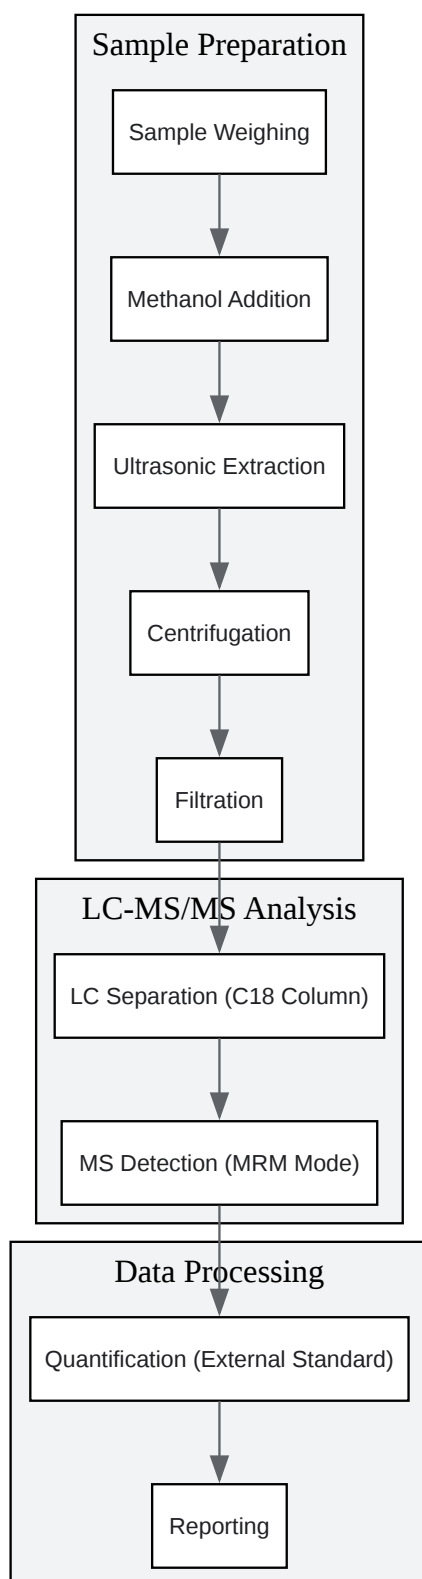 Sample Preparation
Sample Weighing
Methanol Addition
Ultrasonic Extraction
Centrifugation
Filtration
LC-MS/MS Analysis
LC Separation (C18 Column)
MS Detection (MRM Mode)
Data Processing
Quantification (External Standard)
Reporting